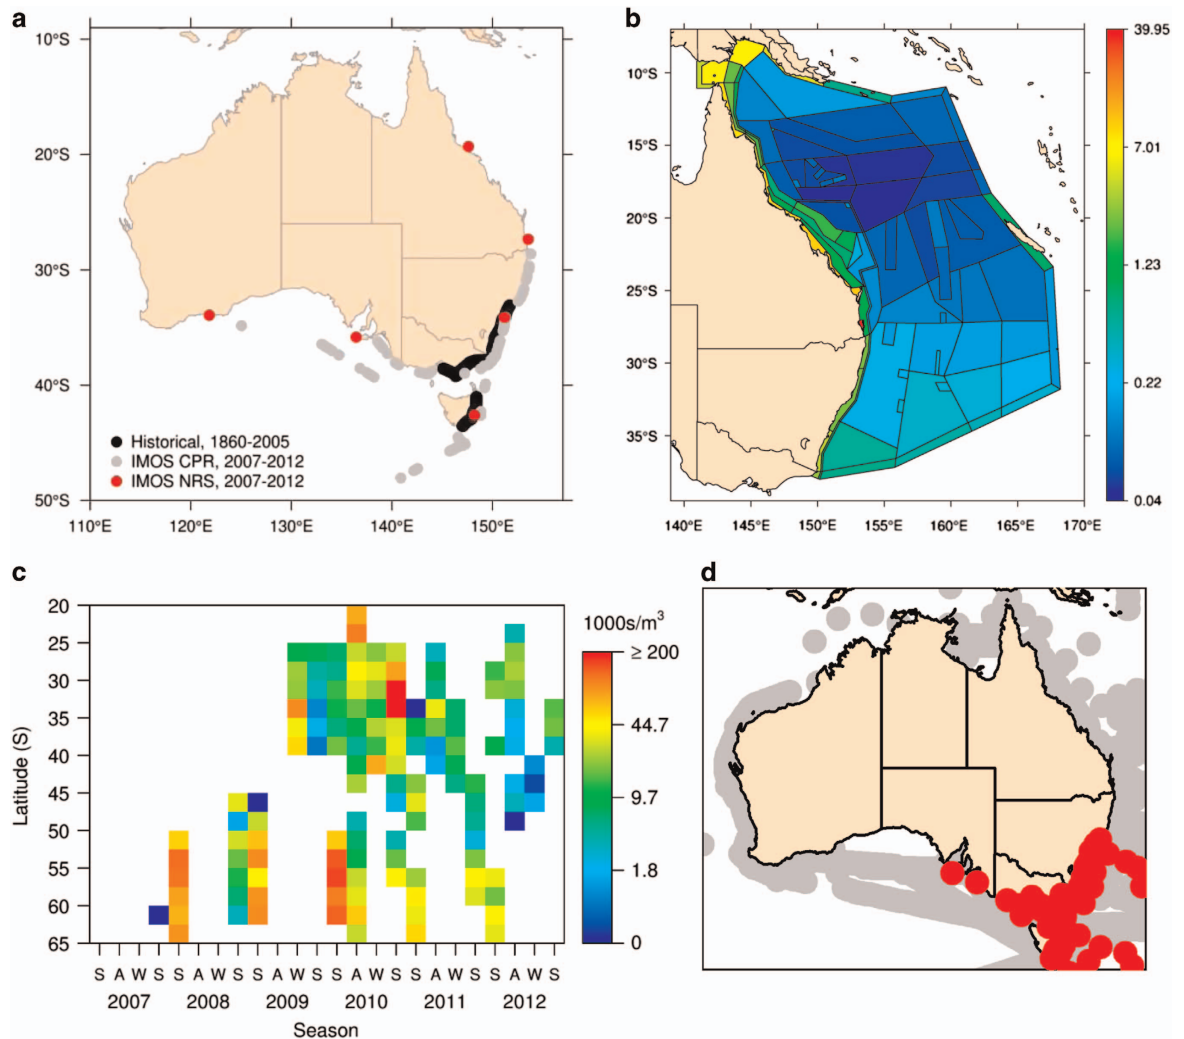 a
10°S
20°S
30°S
40°S
50°S
Historical, 1860-2005
IMOS CPR, 2007-2012
IMOS NRS, 2007-2012
110°E 120°E 130°E 140°E 150°E
b
10°S
15°S
20°S
25°S
30°S
35°S
140°E 145°E 150°E 155°E 160°E 165°E 170°E
39.95
7.01
1.23
0.22
0.04
c
Latitude (S)
20
25
30
35
40
45
50
55
60
65
S A W S S A W S S A W S S A W S S A W S S A W S
2007 2008 2009 2010 2011 2012
Season
1000s/m³
≥ 200
44.7
9.7
1.8
0
d